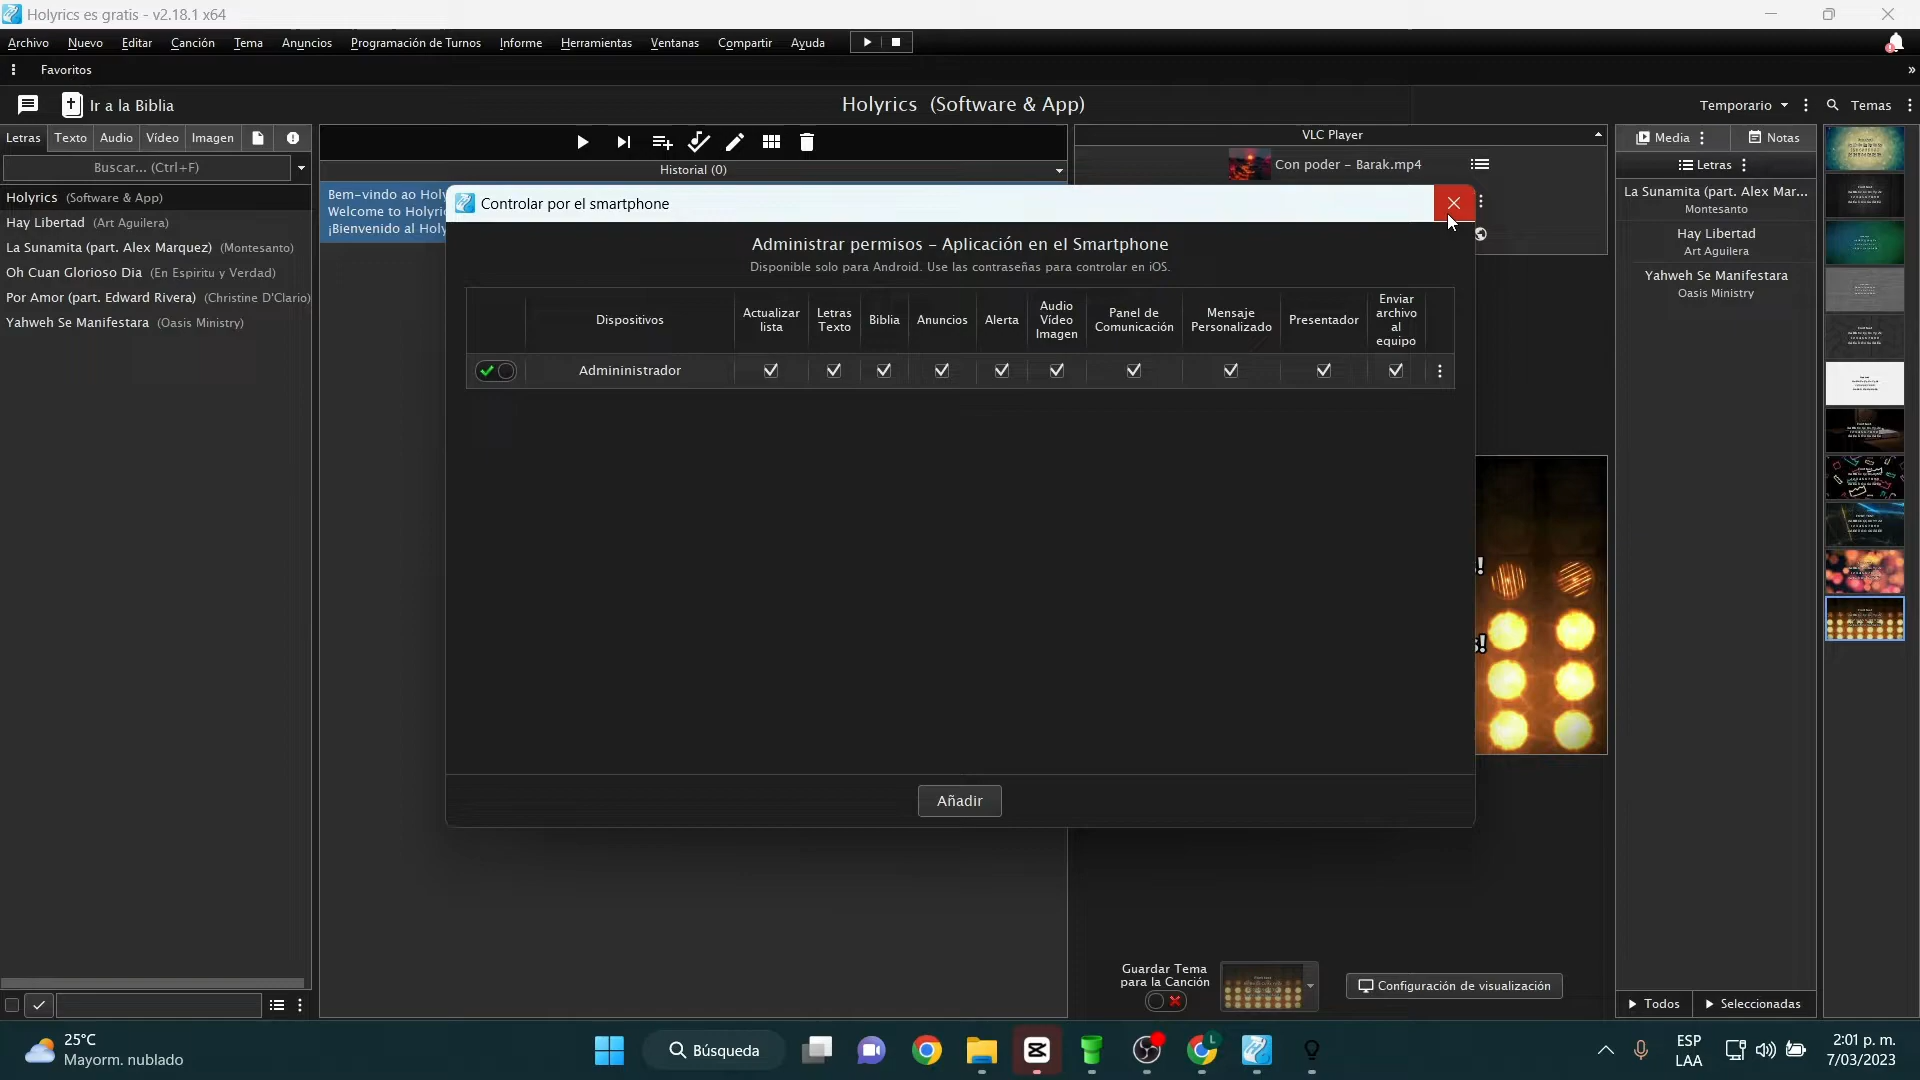 Holyrics es gratis - v2.18.1 x64
Archivo Nuevo Editar Canción Tema Anuncios Programación de Turnos Informe Herramientas Ventanas Compartir Ayuda
Favoritos
»
Ir a la Biblia
Holyrics (Software & App)
Temporario
Temas
Letras Texto Audio Vídeo Imagen
Buscar... (Ctrl+F)
Holyrics (Software & App)
Hay Libertad (Art Aguilera)
La Sunamita (part. Alex Marquez) (Montesanto)
Oh Cuan Glorioso Dia (En Espiritu y Verdad)
Por Amor (part. Edward Rivera) (Christine D'Clario)
Yahweh Se Manifestara (Oasis Ministry)
Historial (0)
Bem-vindo ao Holy
Welcome to Holyri
¡Bienvenido al Holy
VLC Player
Con poder - Barak.mp4
Controlar por el smartphone
Administrar permisos - Aplicación en el Smartphone
Disponible solo para Android. Use las contraseñas para controlar en iOS.
Dispositivos
Actualizar lista
Letras Texto
Biblia
Anuncios
Alerta
Audio Vídeo Imagen
Panel de Comunicación
Mensaje Personalizado
Presentador
Enviar archivo al equipo
Admininistrador
Añadir
s!
Guardar Tema
para la Canción
Configuración de visualización
Media
Notas
Letras
La Sunamita (part. Alex Mar...
Montesanto
Hay Libertad
Art Aguilera
Yahweh Se Manifestara
Oasis Ministry
Todos
Seleccionadas
25°C
Mayorm. nublado
Búsqueda
L
ESP
LAA
2:01 p. m.
7/03/2023